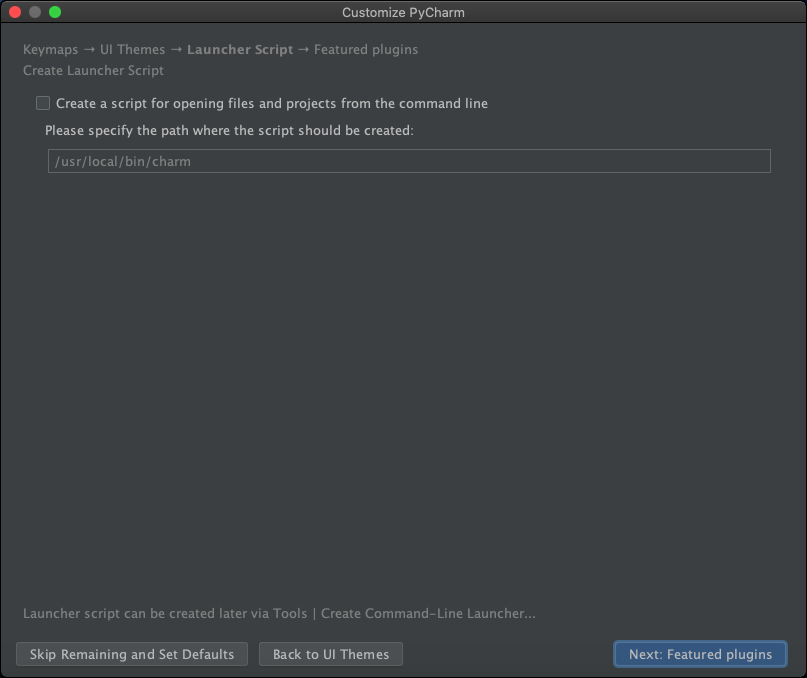 Customize PyCharm
Keymaps → UI Themes → Launcher Script → Featured plugins
Create Launcher Script
Create a script for opening files and projects from the command line
Please specify the path where the script should be created:
/usr/local/bin/charm
Launcher script can be created later via Tools | Create Command-Line Launcher...
Skip Remaining and Set Defaults Back to UI Themes Next: Featured plugins